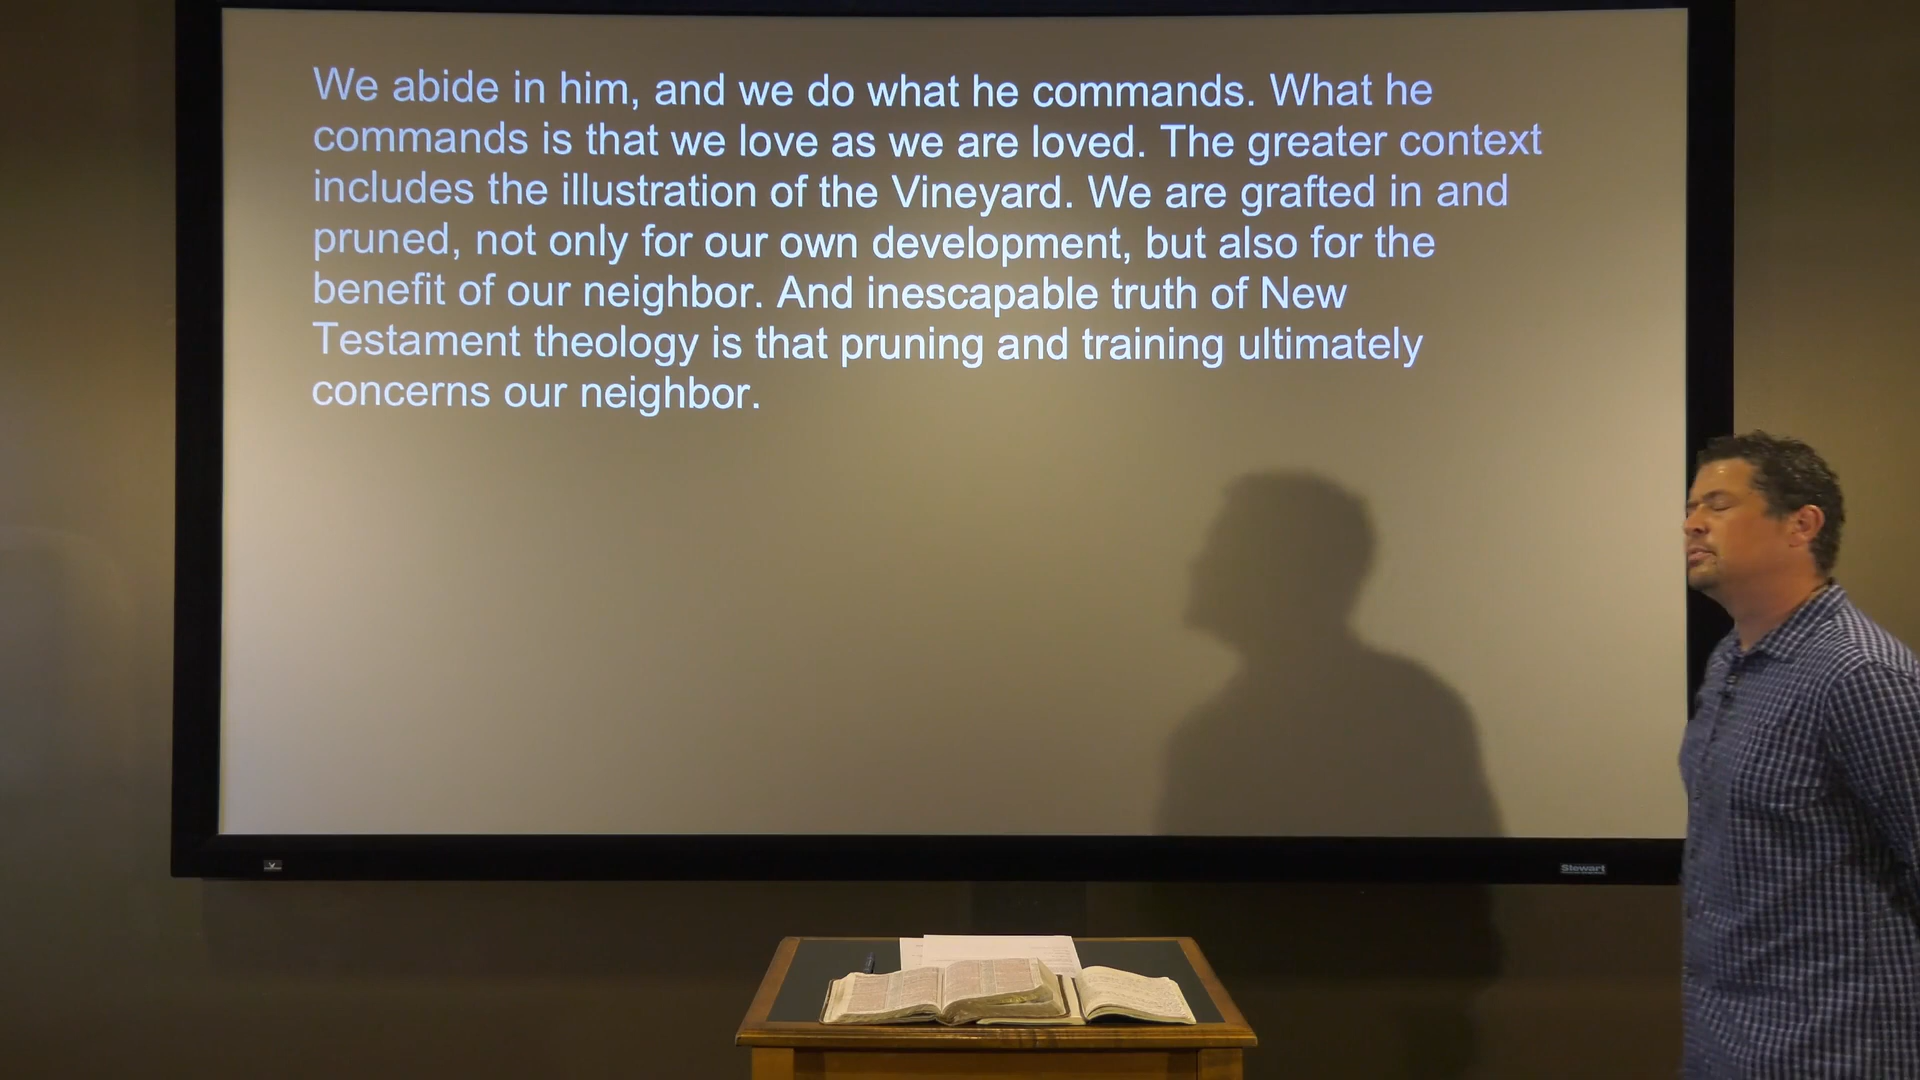 We abide in him, and we do what he commands. What he
commands is that we love as we are loved. The greater context
includes the illustration of the Vineyard. We are grafted in and
pruned, not only for our own development, but also for the
benefit of our neighbor. And inescapable truth of New
Testament theology is that pruning and training ultimately
concerns our neighbor.
Stewart